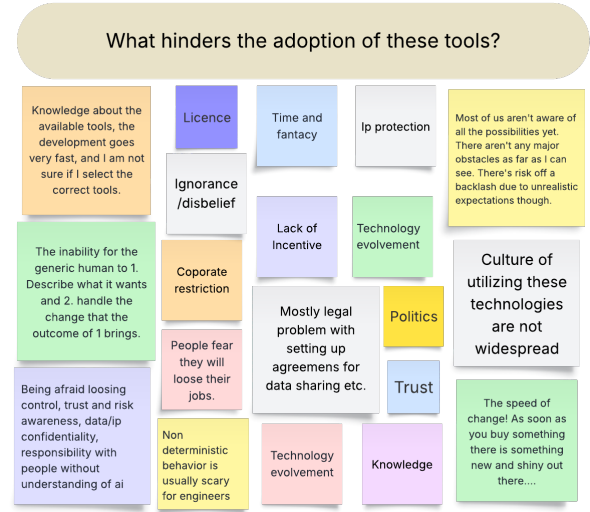 What hinders the adoption of these tools?
Knowledge about the
available tools, the
development goes
very fast, and I am not
sure if I select the
correct tools.
Licence
Time and
fantacy
Ip protection
Most of us aren't aware of
all the possibilities yet.
There aren't any major
obstacles as far as I can
see. There's risk off a
backlash due to unrealistic
expectations though.
Ignorance
/disbelief
Lack of
Incentive
Technology
evolvement
The inability for the
generic human to 1.
Describe what it wants
and 2. handle the
change that the
outcome of 1 brings.
Coporate
restriction
Mostly legal
problem with
setting up
agreemens for
data sharing etc.
Politics
Culture of
utilizing these
technologies
are not
widespread
People fear
they will
loose their
jobs.
Trust
Being afraid loosing
control, trust and risk
awareness, data/ip
confidentiality,
responsibility with
people without
understanding of ai
Non
deterministic
behavior is
usually scary
for engineers
Technology
evolvement
Knowledge
The speed of
change! As soon as
you buy something
there is something
new and shiny out
there....